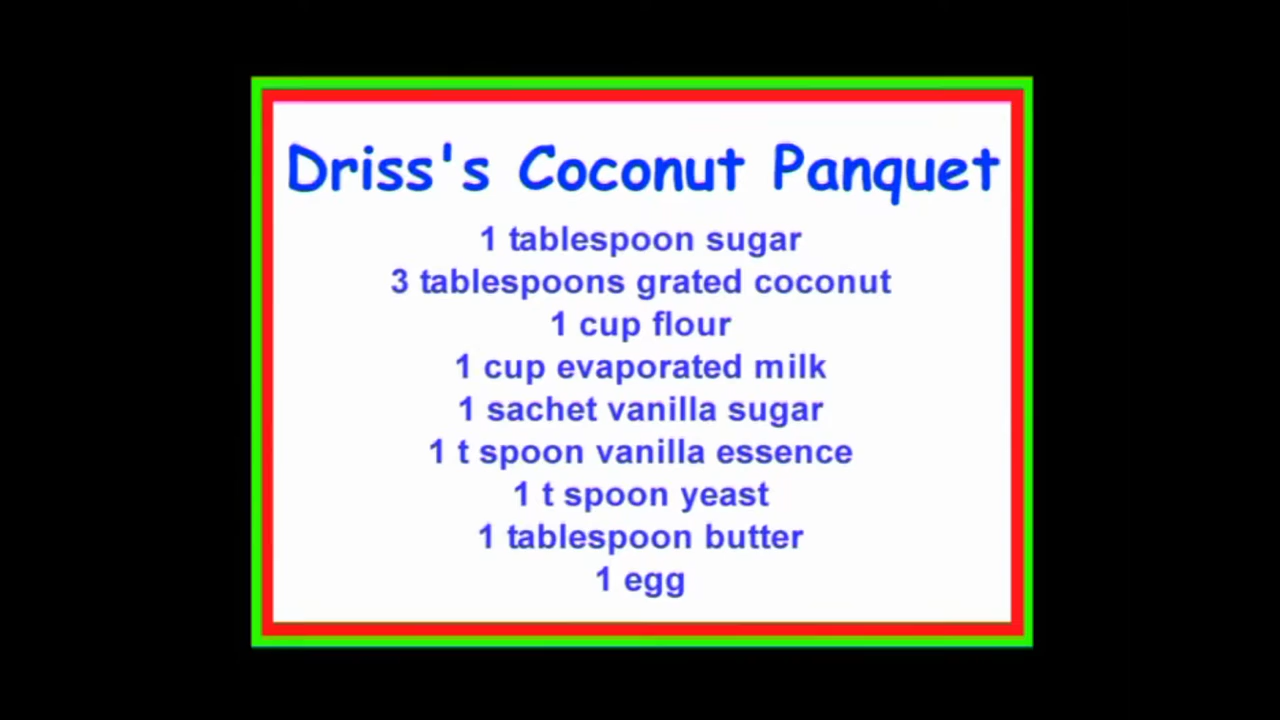 Driss's Coconut Panquet
1 tablespoon sugar
3 tablespoons grated coconut
1 cup flour
1 cup evaporated milk
1 sachet vanilla sugar
1 t spoon vanilla essence
1 t spoon yeast
1 tablespoon butter
1 egg